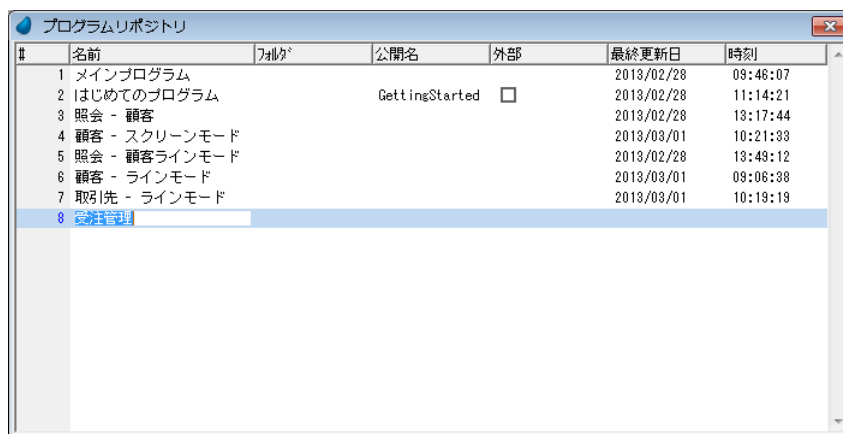 プログラムリポジトリ
# 名前 ﾌｫﾙﾀﾞ 公開名 外部 最終更新日 時刻
1 メインプログラム 2013/02/28 09:46:07
2 はじめてのプログラム GettingStarted 2013/02/28 11:14:21
3 照会 - 顧客 2013/02/28 13:17:44
4 顧客 - スクリーンモード 2013/03/01 10:21:33
5 照会 - 顧客ラインモード 2013/02/28 13:49:12
6 顧客 - ラインモード 2013/03/01 09:06:38
7 取引先 - ラインモード 2013/03/01 10:19:19
8 受注管理